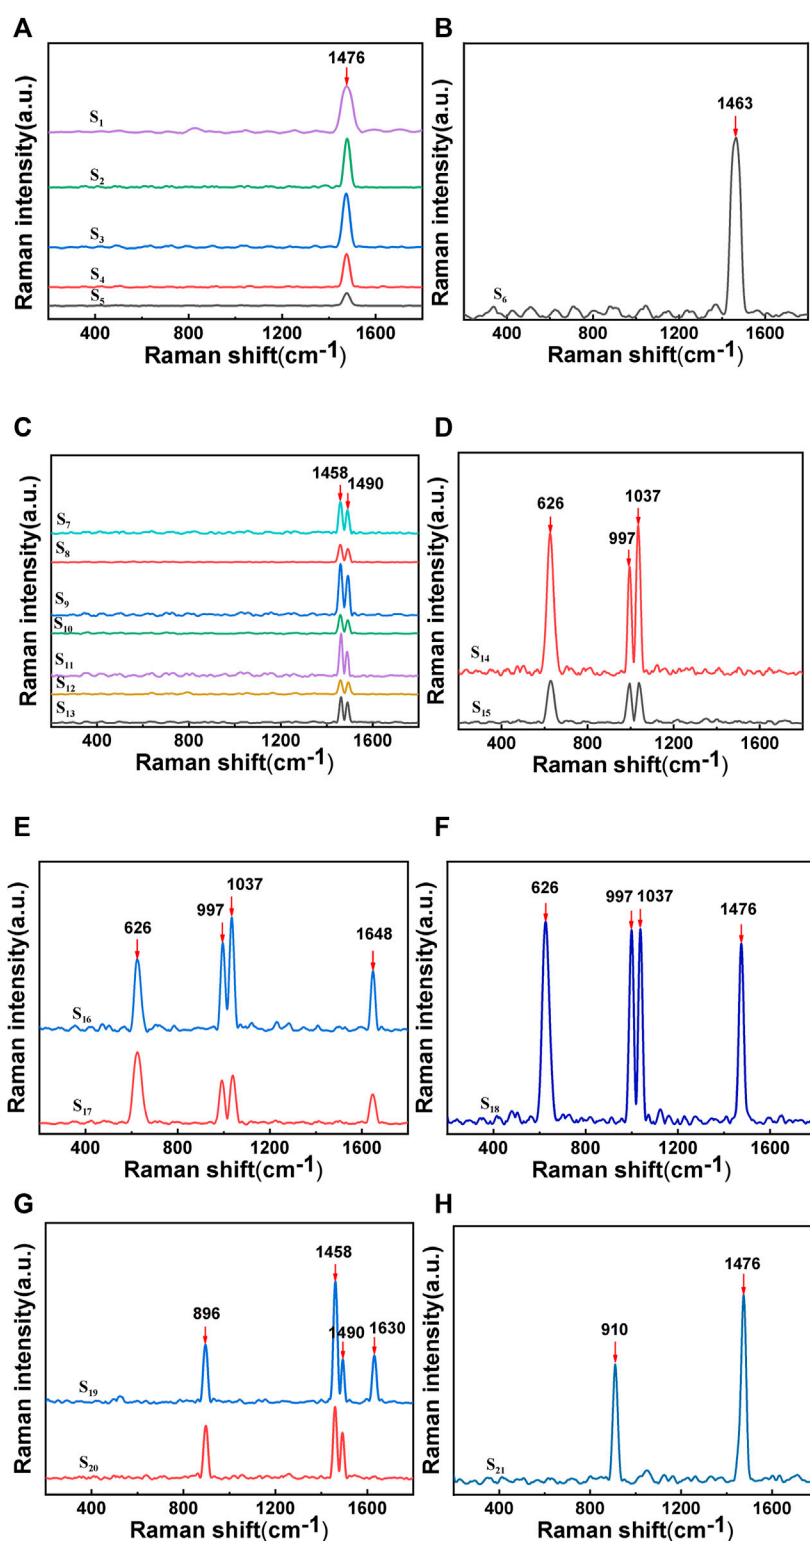 A
1476
S1
S2
S3
S4
S5
400 800 1200 1600
Raman shift(cm-1)
Raman intensity(a.u.)
B
1463
S6
400 800 1200 1600
Raman shift(cm-1)
Raman intensity(a.u.)
C
1458
1490
S7
S8
S9
S10
S11
S12
S13
400 800 1200 1600
Raman shift(cm-1)
Raman intensity(a.u.)
D
626
997
1037
S14
S15
400 800 1200 1600
Raman shift(cm-1)
Raman intensity(a.u.)
E
626
997
1037
1648
S16
S17
400 800 1200 1600
Raman shift(cm-1)
Raman intensity(a.u.)
F
626
997
1037
1476
S18
400 800 1200 1600
Raman shift(cm-1)
Raman intensity(a.u.)
G
896
1458
1490
1630
S19
S20
400 800 1200 1600
Raman shift(cm-1)
Raman intensity(a.u.)
H
910
1476
S21
400 800 1200 1600
Raman shift(cm-1)
Raman intensity(a.u.)